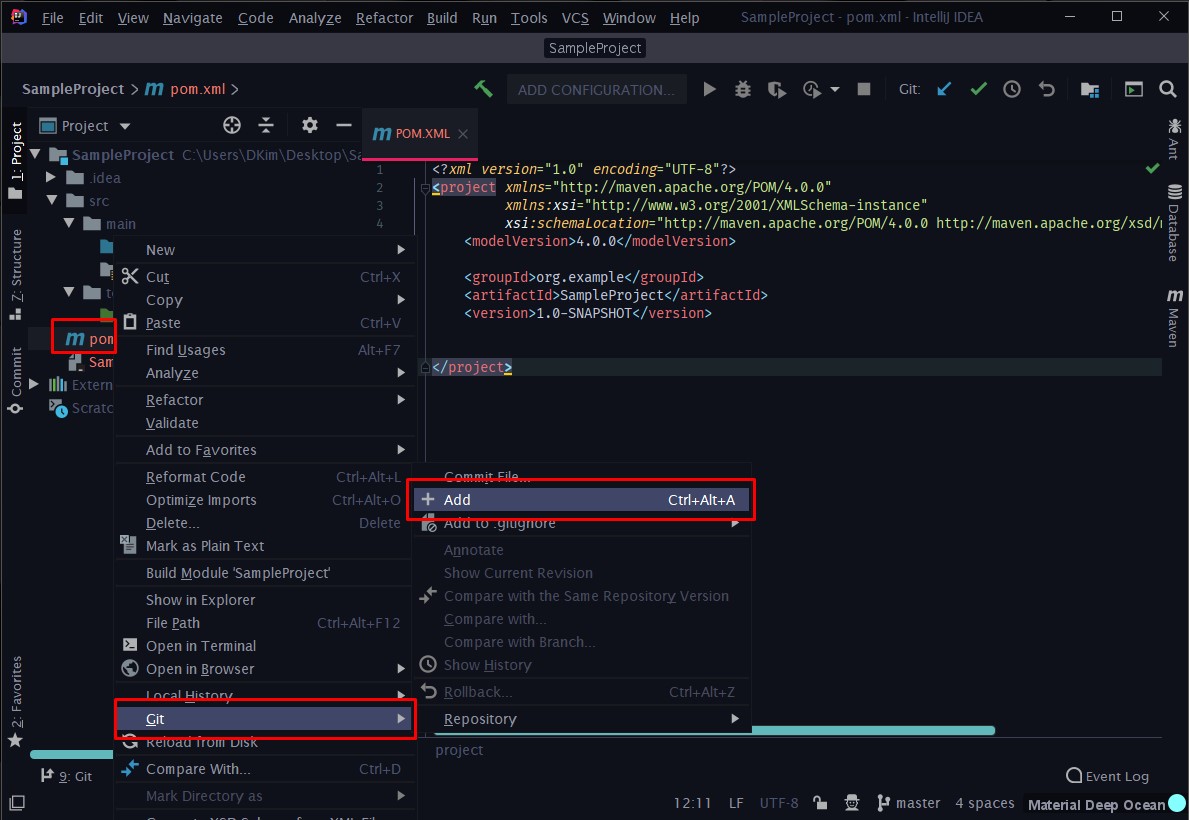 File Edit View Navigate Code Analyze Refactor Build Run Tools VCS Window Help SampleProject - pom.xml - IntelliJ IDEA
SampleProject
SampleProject > m pom.xml >
ADD CONFIGURATION...
Git:
Project
m POM.XML
1: Project
Z: Structure
Commit
2: Favorites
Ant
Database
m Maven
SampleProject C:\Users\DKim\Desktop\Sa
.idea
src
main
m pom
Sam
Extern
Scratc
1 <?xml version="1.0" encoding="UTF-8"?>
2 <project xmlns="http://maven.apache.org/POM/4.0.0"
3 xmlns:xsi="http://www.w3.org/2001/XMLSchema-instance"
4 xsi:schemaLocation="http://maven.apache.org/POM/4.0.0 http://maven.apache.org/xsd/
<modelVersion>4.0.0</modelVersion>
<groupId>org.example</groupId>
<artifactId>SampleProject</artifactId>
<version>1.0-SNAPSHOT</version>
</project>
New
Cut Ctrl+X
Copy
Paste Ctrl+V
Find Usages Alt+F7
Analyze
Refactor
Validate
Add to Favorites
Reformat Code Ctrl+Alt+L
Optimize Imports Ctrl+Alt+O
Delete... Delete
Mark as Plain Text
Build Module 'SampleProject'
Show in Explorer
File Path Ctrl+Alt+F12
Open in Terminal
Open in Browser
Local History
Git
Reload from Disk
Compare With... Ctrl+D
Mark Directory as
Commit File...
Add Ctrl+Alt+A
Add to .gitignore
Annotate
Show Current Revision
Compare with the Same Repository Version
Compare with...
Compare with Branch...
Show History
Rollback... Ctrl+Alt+Z
Repository
project
9: Git
Event Log
12:11 LF UTF-8 master 4 spaces Material Deep Ocean